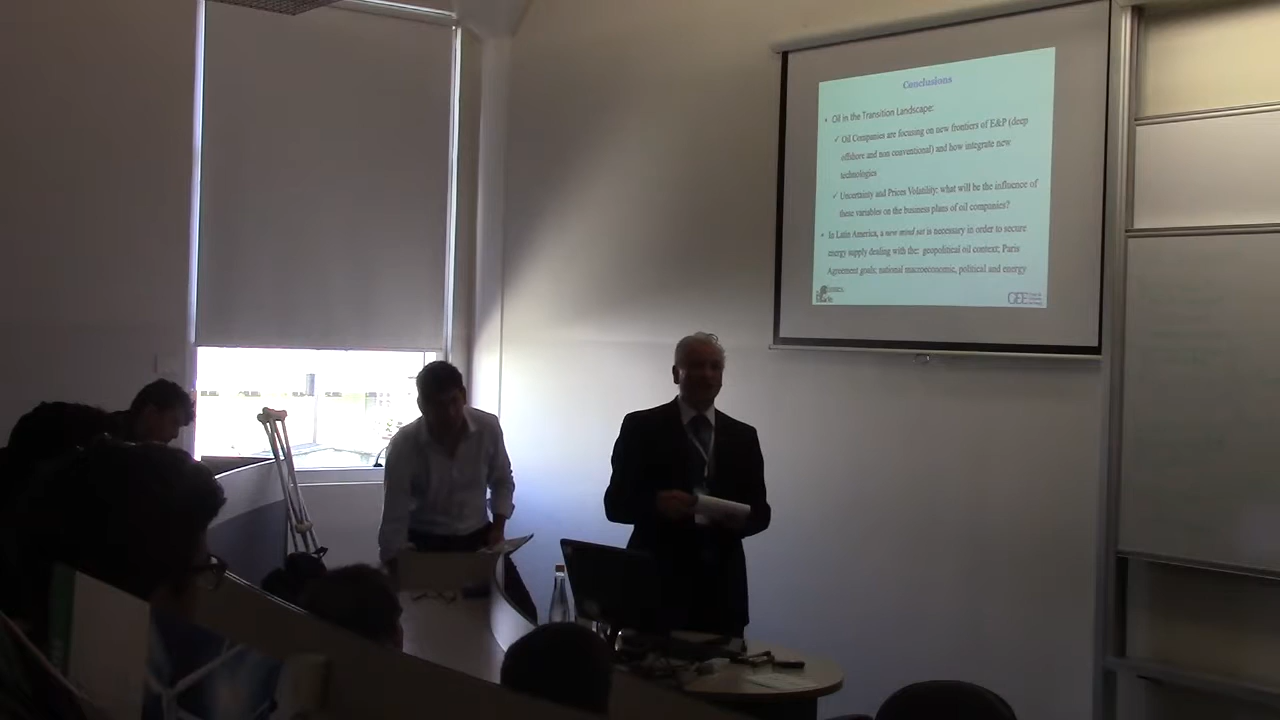 Conclusions
• Oil in the Transition Landscape:
✓ Oil Companies are focusing on new frontiers of E&P (deep
offshore and non conventional) and how integrate new
technologies
✓ Uncertainty and Prices Volatility: what will be the influence of
these variables on the business plans of oil companies?
• In Latin America, a new mind set is necessary in order to secure
energy supply dealing with the: geopolitical oil context; Paris
Agreement goals; national macroeconomic, political and energy
GEE